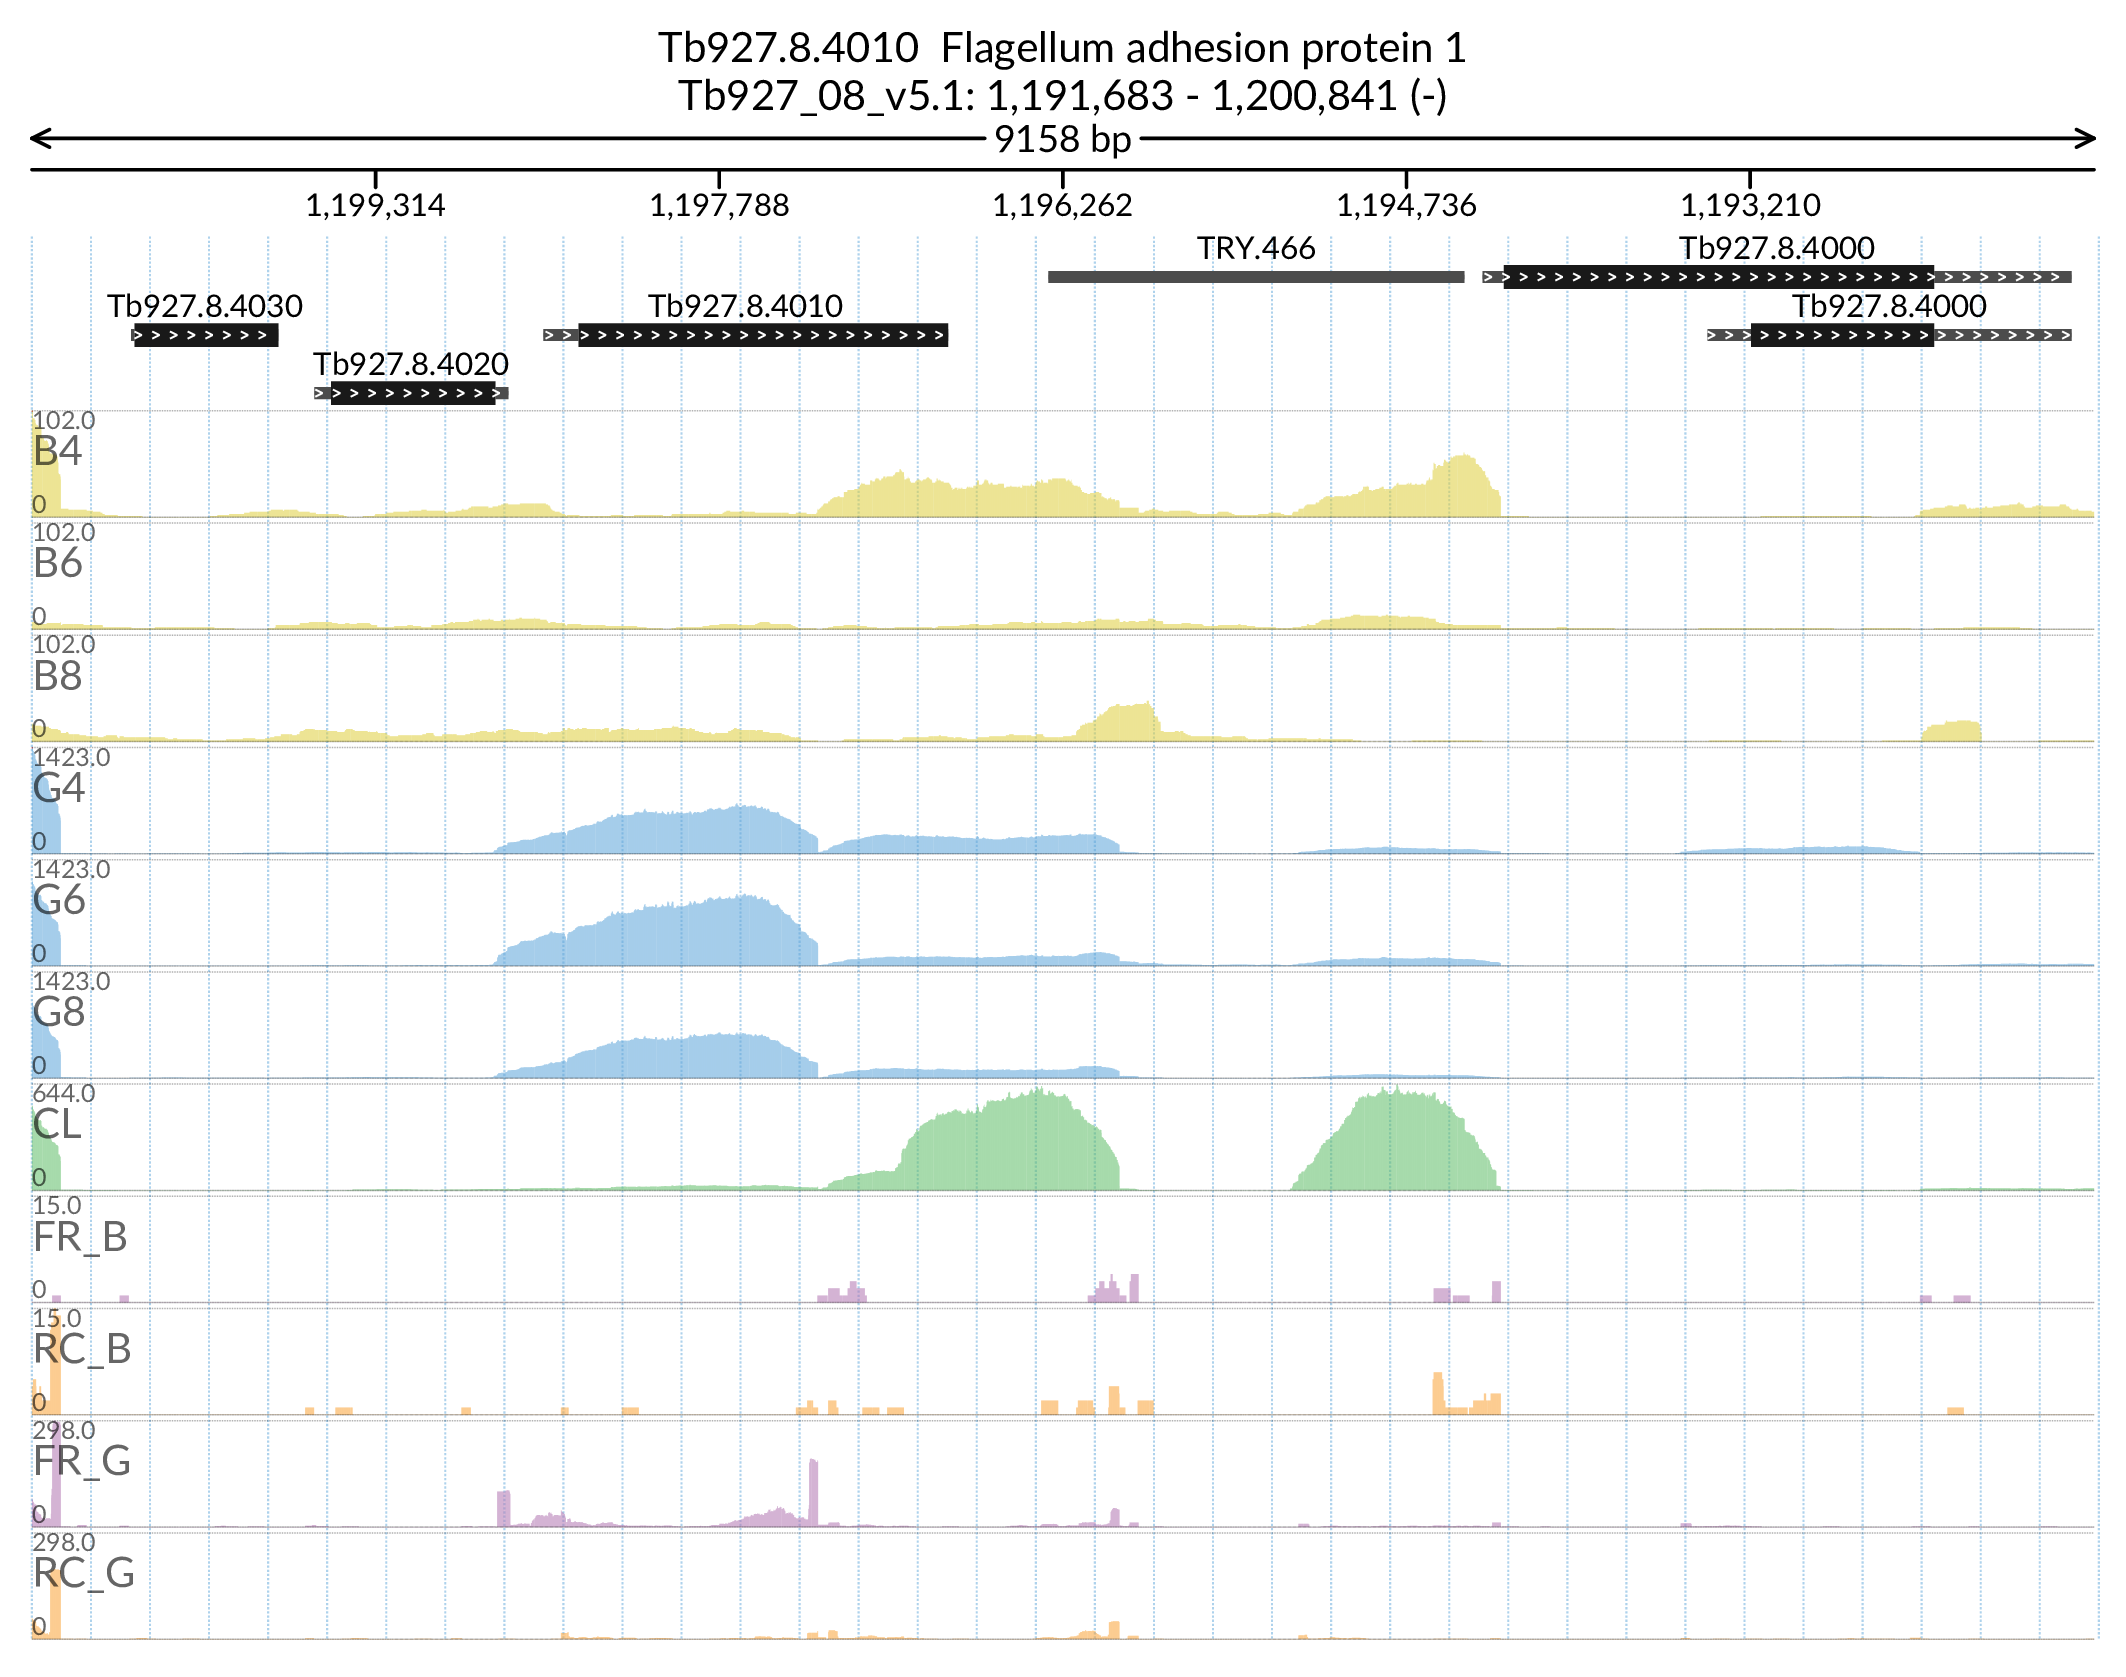 Tb927.8.4010  Flagellum adhesion protein 1
Tb927_08_v5.1: 1,191,683 - 1,200,841 (-)
9158 bp
1,199,314 1,197,788 1,196,262 1,194,736 1,193,210
TRY.466 Tb927.8.4000
Tb927.8.4030 Tb927.8.4010 Tb927.8.4000
Tb927.8.4020
102.0
B4
0
102.0
B6
0
102.0
B8
0
1423.0
G4
0
1423.0
G6
0
1423.0
G8
0
644.0
CL
0
15.0
FR_B
0
15.0
RC_B
0
298.0
FR_G
0
298.0
RC_G
0